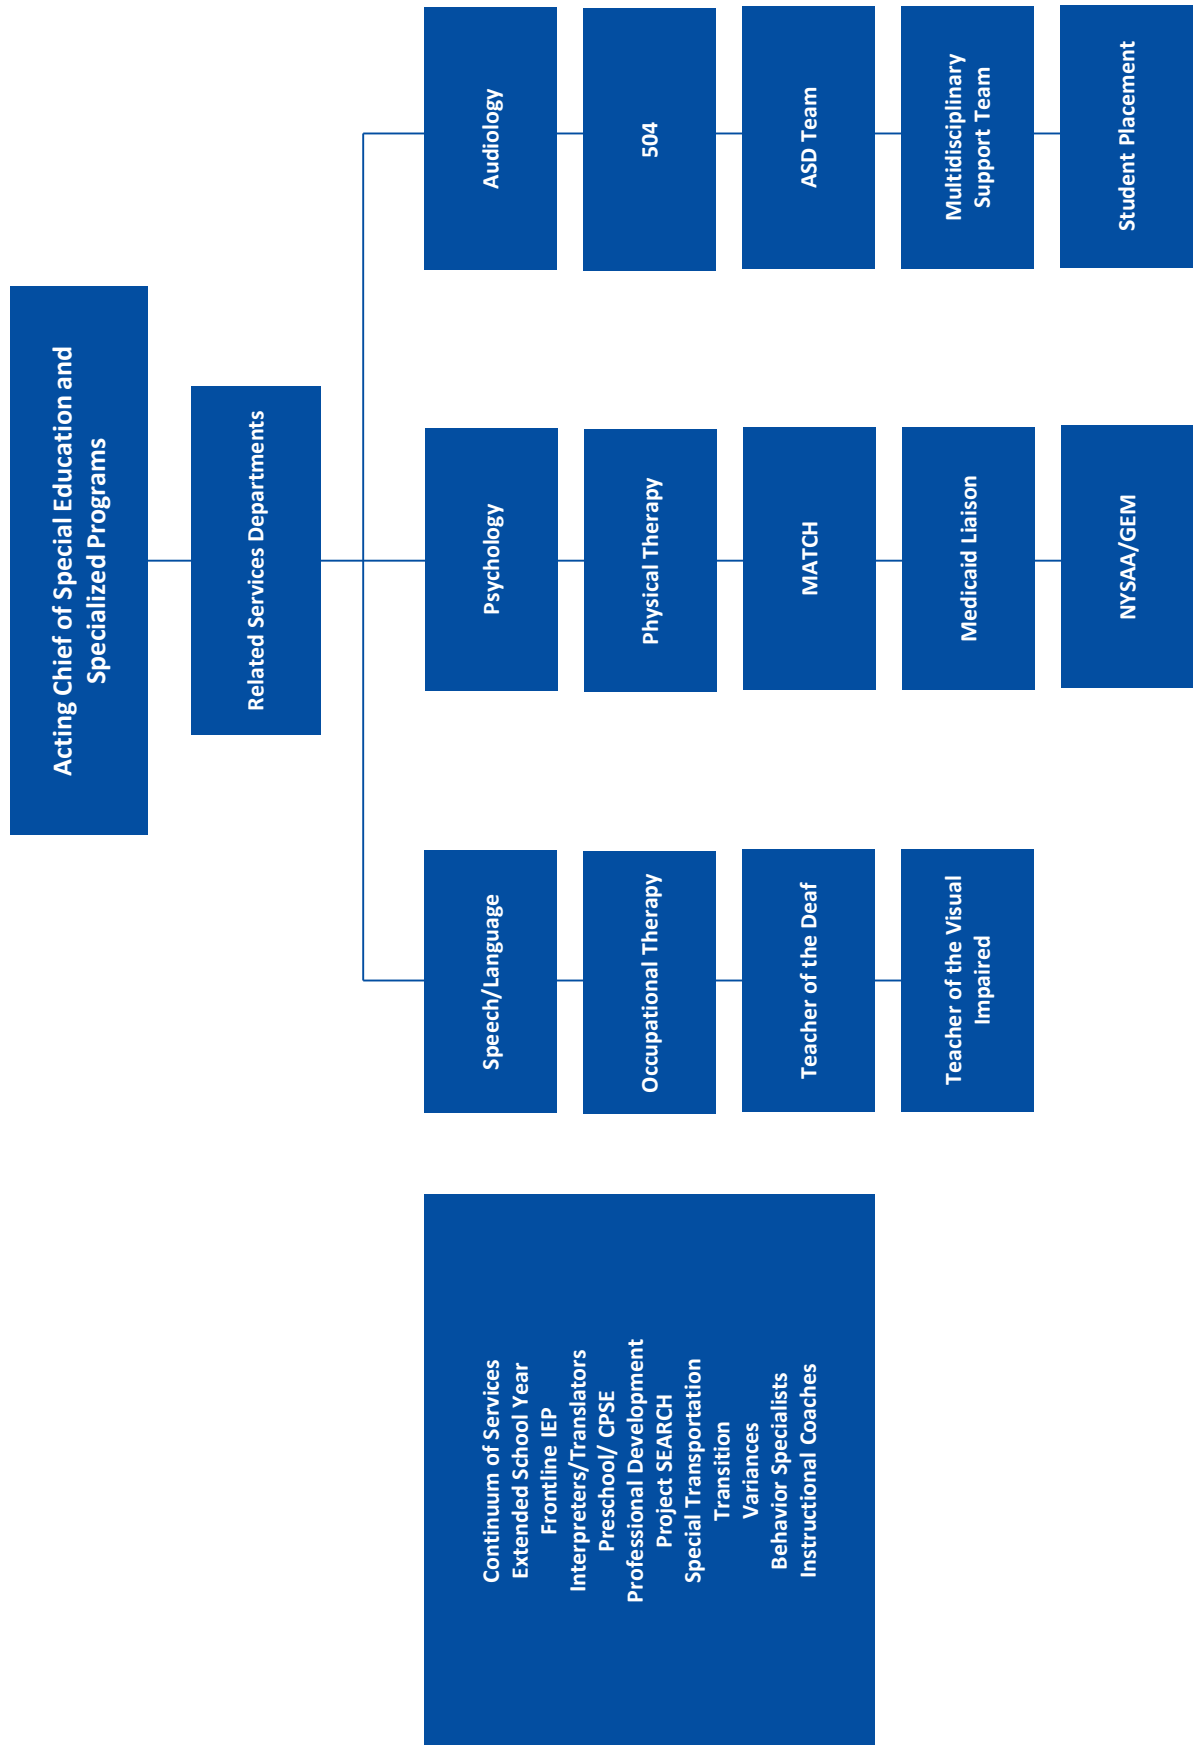 Acting Chief of Special Education and
Specialized Programs
Related Services Departments
Continuum of Services
Extended School Year
Frontline IEP
Interpreters/Translators
Preschool/ CPSE
Professional Development
Project SEARCH
Special Transportation
Transition
Variances
Behavior Specialists
Instructional Coaches
Speech/Language
Occupational Therapy
Teacher of the Deaf
Teacher of the Visual
Impaired
Psychology
Physical Therapy
MATCH
Medicaid Liaison
NYSAA/GEM
Audiology
504
ASD Team
Multidisciplinary
Support Team
Student Placement